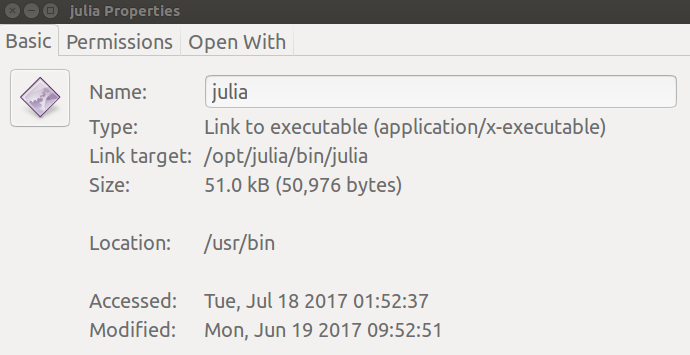 julia Properties
Basic Permissions Open With
Name: julia
Type: Link to executable (application/x-executable)
Link target: /opt/julia/bin/julia
Size: 51.0 kB (50,976 bytes)
Location: /usr/bin
Accessed: Tue, Jul 18 2017 01:52:37
Modified: Mon, Jun 19 2017 09:52:51